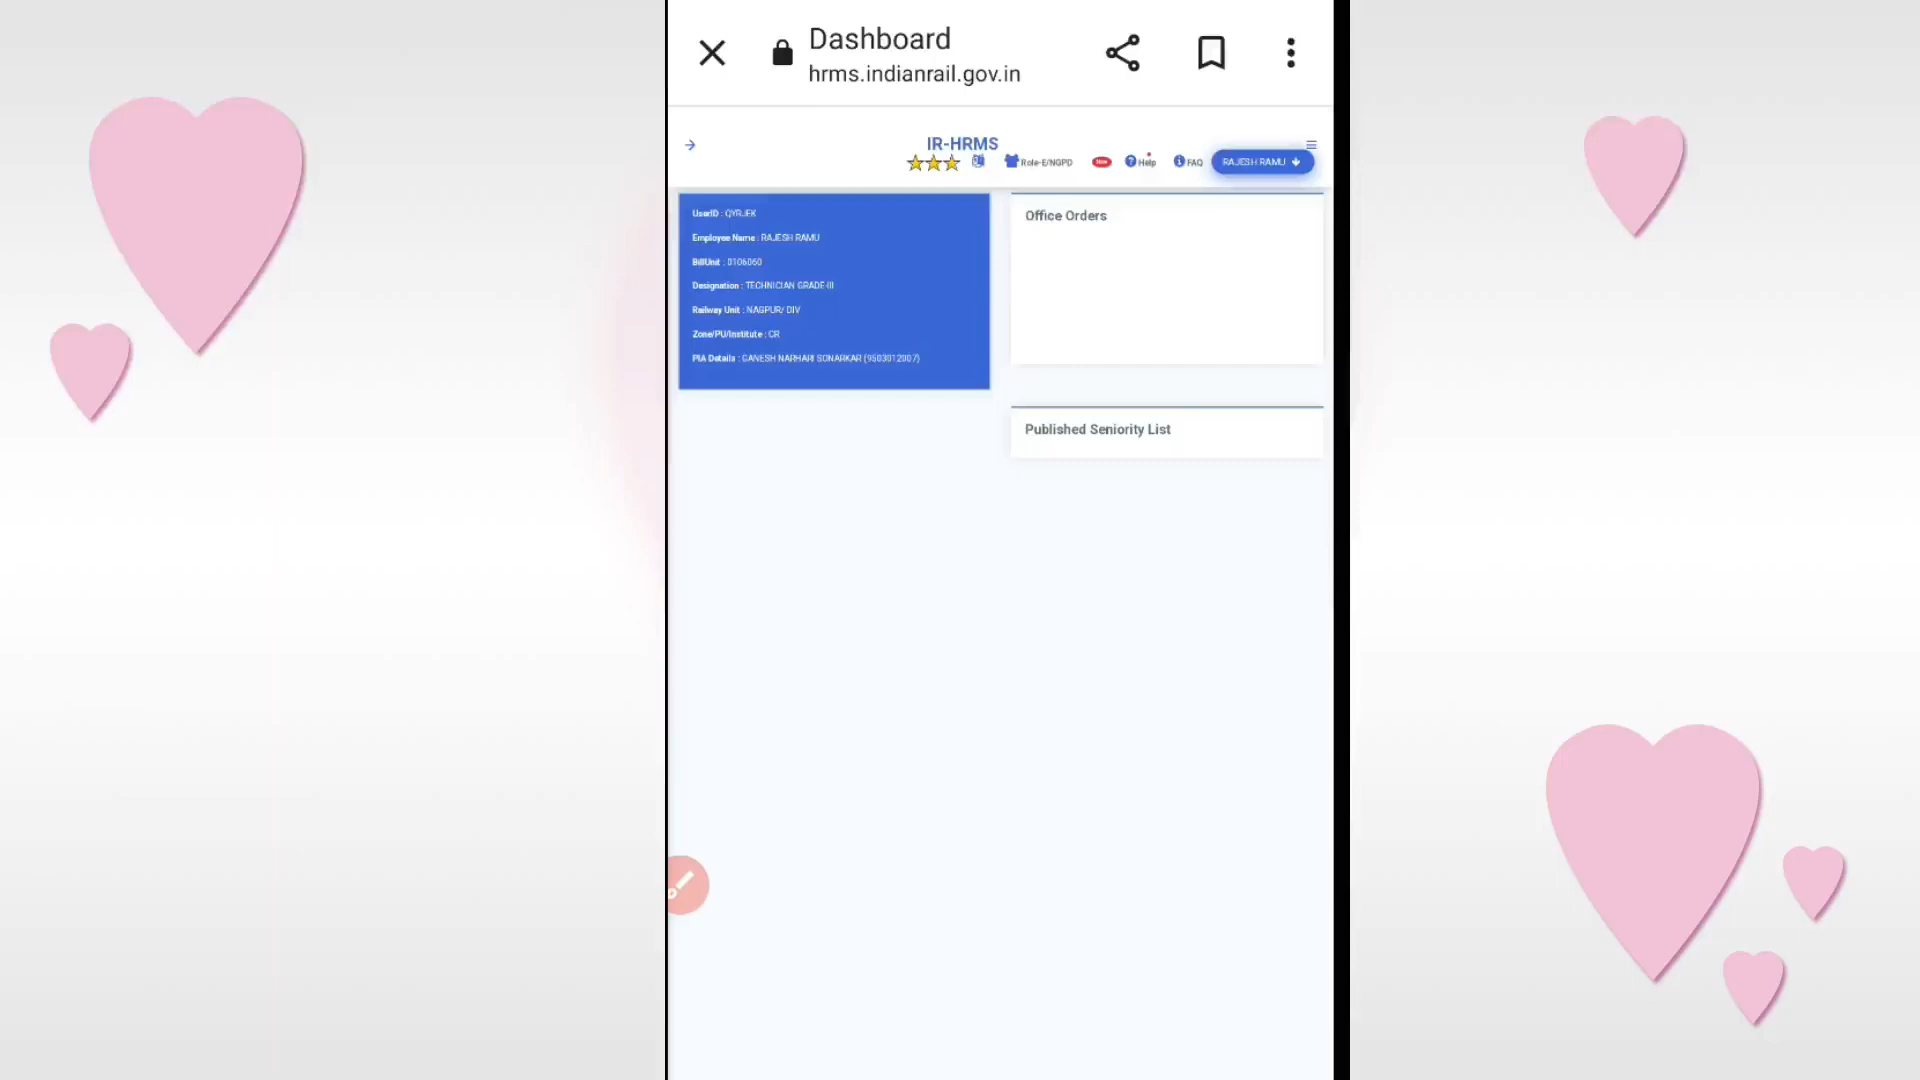 Dashboard
hrms.indianrail.gov.in
IR-HRMS
Role-E/NGPD
New
Help
FAQ
RAJESH RAMU
UserID : QYRJEK
Employee Name : RAJESH RAMU
BillUnit : 0106060
Designation : TECHNICIAN GRADE-III
Railway Unit : NAGPUR/ DIV
Zone/PU/Institute : CR
PIA Details : GANESH NARHARI SONARKAR (9503012007)
Office Orders
Published Seniority List